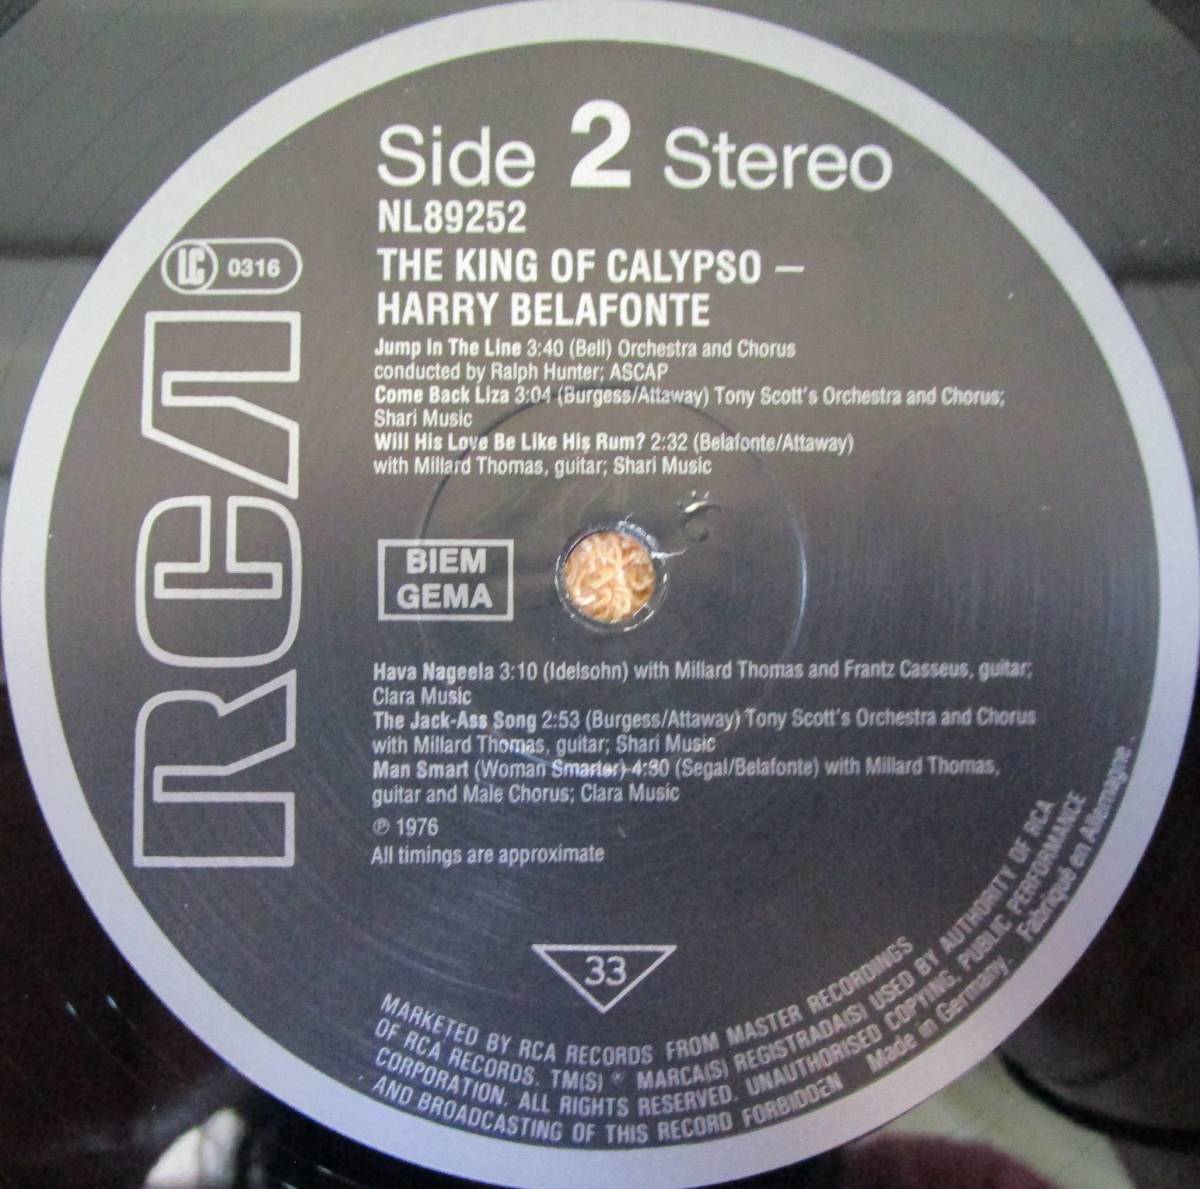 Side 2 Stereo
NL89252
LC 0316
THE KING OF CALYPSO –
HARRY BELAFONTE
RCA
Jump In The Line 3:40 (Bell) Orchestra and Chorus
conducted by Ralph Hunter; ASCAP
Come Back Liza 3:04 (Burgess/Attaway) Tony Scott's Orchestra and Chorus;
Shari Music
Will His Love Be Like His Rum? 2:32 (Belafonte/Attaway)
with Millard Thomas, guitar; Shari Music
BIEM
GEMA
Hava Nageela 3:10 (Idelsohn) with Millard Thomas and Frantz Casseus, guitar;
Clara Music
The Jack-Ass Song 2:53 (Burgess/Attaway) Tony Scott's Orchestra and Chorus
with Millard Thomas, guitar; Shari Music
Man Smart (Woman Smarter) 4:30 (Segal/Belafonte) with Millard Thomas,
guitar and Male Chorus; Clara Music
℗ 1976
All timings are approximate
33
MARKETED BY RCA RECORDS FROM MASTER RECORDINGS
OF RCA RECORDS. TM(S) ® MARCA(S) REGISTRADA(S) USED BY AUTHORITY OF RCA
CORPORATION. ALL RIGHTS RESERVED. UNAUTHORISED COPYING, PUBLIC PERFORMANCE
AND BROADCASTING OF THIS RECORD FORBIDDEN Made in Germany. Fabriqué en Allemagne.